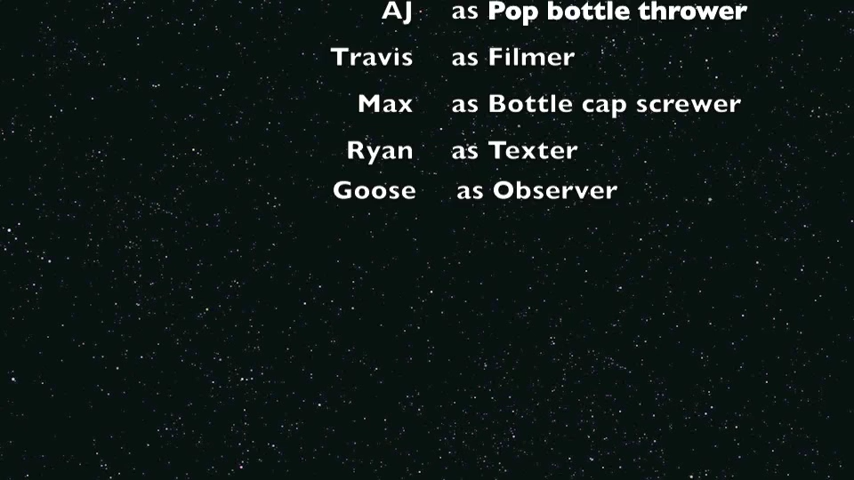 AJ as Pop bottle thrower
Travis as Filmer
Max as Bottle cap screwer
Ryan as Texter
Goose as Observer